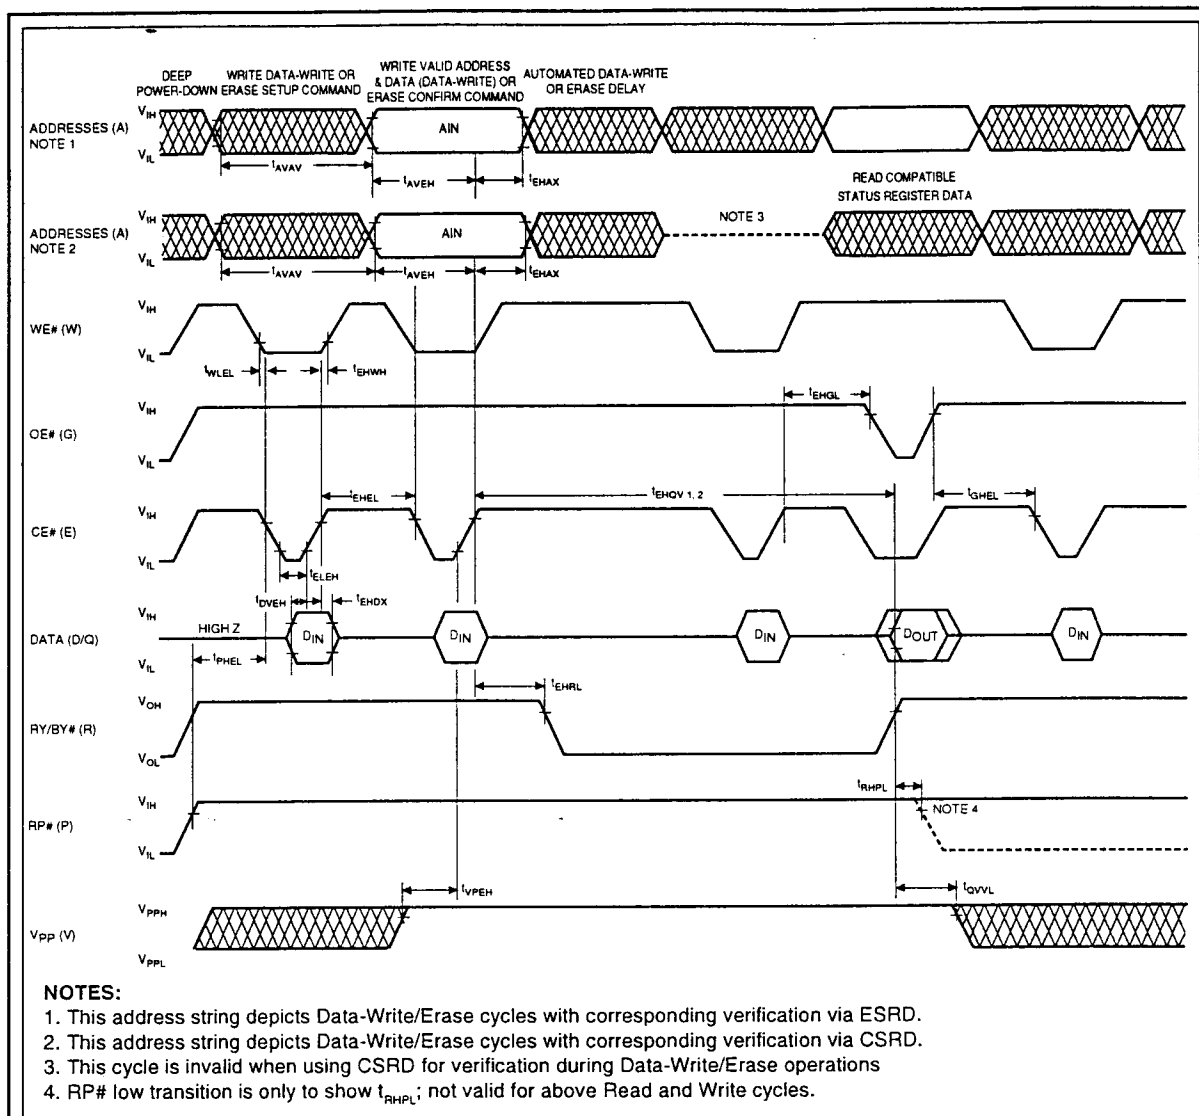 DEEP
POWER-DOWN
WRITE DATA-WRITE OR
ERASE SETUP COMMAND
WRITE VALID ADDRESS
& DATA (DATA-WRITE) OR
ERASE CONFIRM COMMAND
AUTOMATED DATA-WRITE
OR ERASE DELAY
ADDRESSES (A)
NOTE 1
VIH
VIL
AIN
tAVAV
tAVEH
tEHAX
READ COMPATIBLE
STATUS REGISTER DATA
ADDRESSES (A)
NOTE 2
VIH
VIL
AIN
NOTE 3
tAVAV
tAVEH
tEHAX
WE# (W)
VIH
VIL
tWLEL
tEHWH
OE# (G)
VIH
VIL
tEHGL
CE# (E)
VIH
VIL
tEHEL
tEHQV 1, 2
tGHEL
tELEH
tDVEH
tEHDX
DATA (D/Q)
VIH
VIL
HIGH Z
DIN
DIN
DIN
DOUT
DIN
tPHEL
tEHRL
RY/BY# (R)
VOH
VOL
tRHPL
RP# (P)
VIH
VIL
NOTE 4
tVPEH
tQVVL
VPP (V)
VPPH
VPPL
NOTES:
1. This address string depicts Data-Write/Erase cycles with corresponding verification via ESRD.
2. This address string depicts Data-Write/Erase cycles with corresponding verification via CSRD.
3. This cycle is invalid when using CSRD for verification during Data-Write/Erase operations
4. RP# low transition is only to show tRHPL; not valid for above Read and Write cycles.